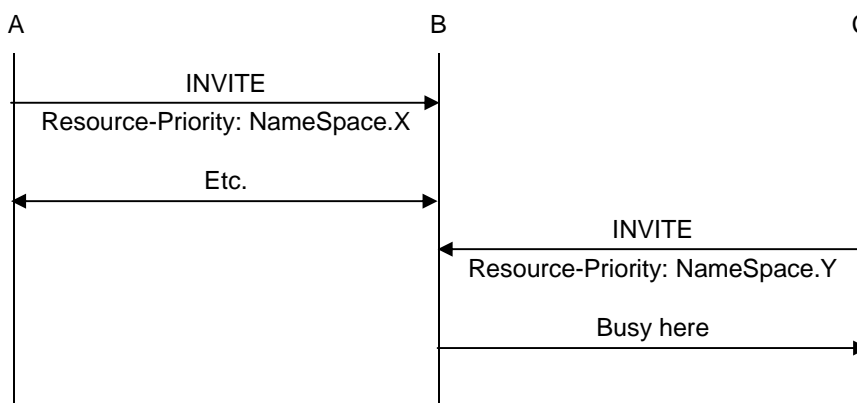 A B
INVITE
Resource-Priority: NameSpace.X
Etc.
INVITE
Resource-Priority: NameSpace.Y
Busy here